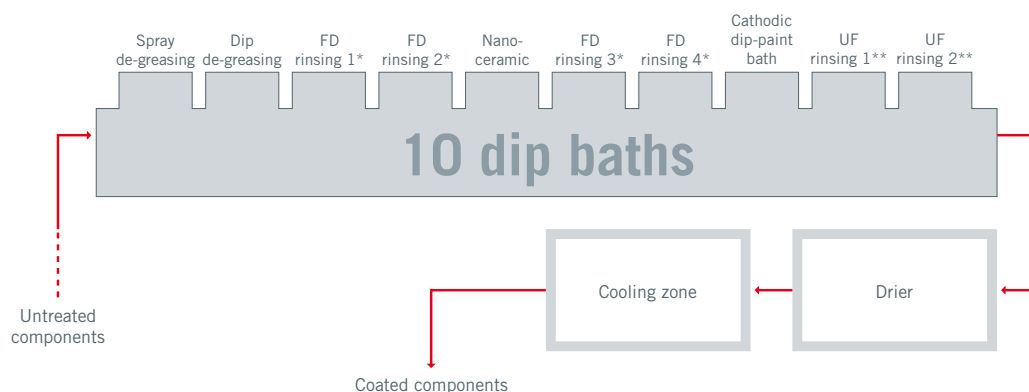 Spray
de-greasing
Dip
de-greasing
FD
rinsing 1*
FD
rinsing 2*
Nano-
ceramic
FD
rinsing 3*
FD
rinsing 4*
Cathodic
dip-paint
bath
UF
rinsing 1**
UF
rinsing 2**
10 dip baths
Untreated
components
Cooling zone
Drier
Coated components